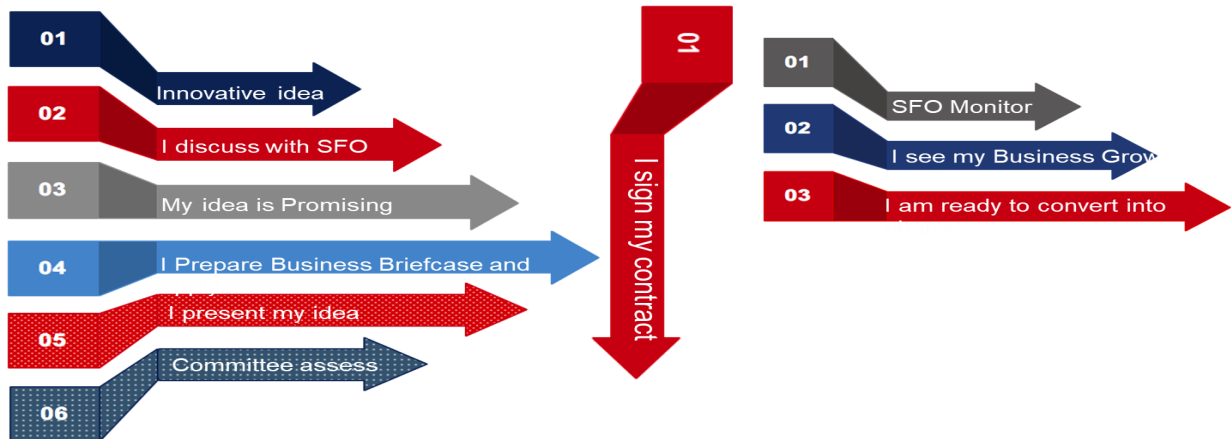 01
Innovative idea
02
I discuss with SFO
03
My idea is Promising
04
I Prepare Business Briefcase and
05
I present my idea
06
Committee assess
01
I sign my contract
01
SFO Monitor
02
I see my Business Grow
03
I am ready to convert into